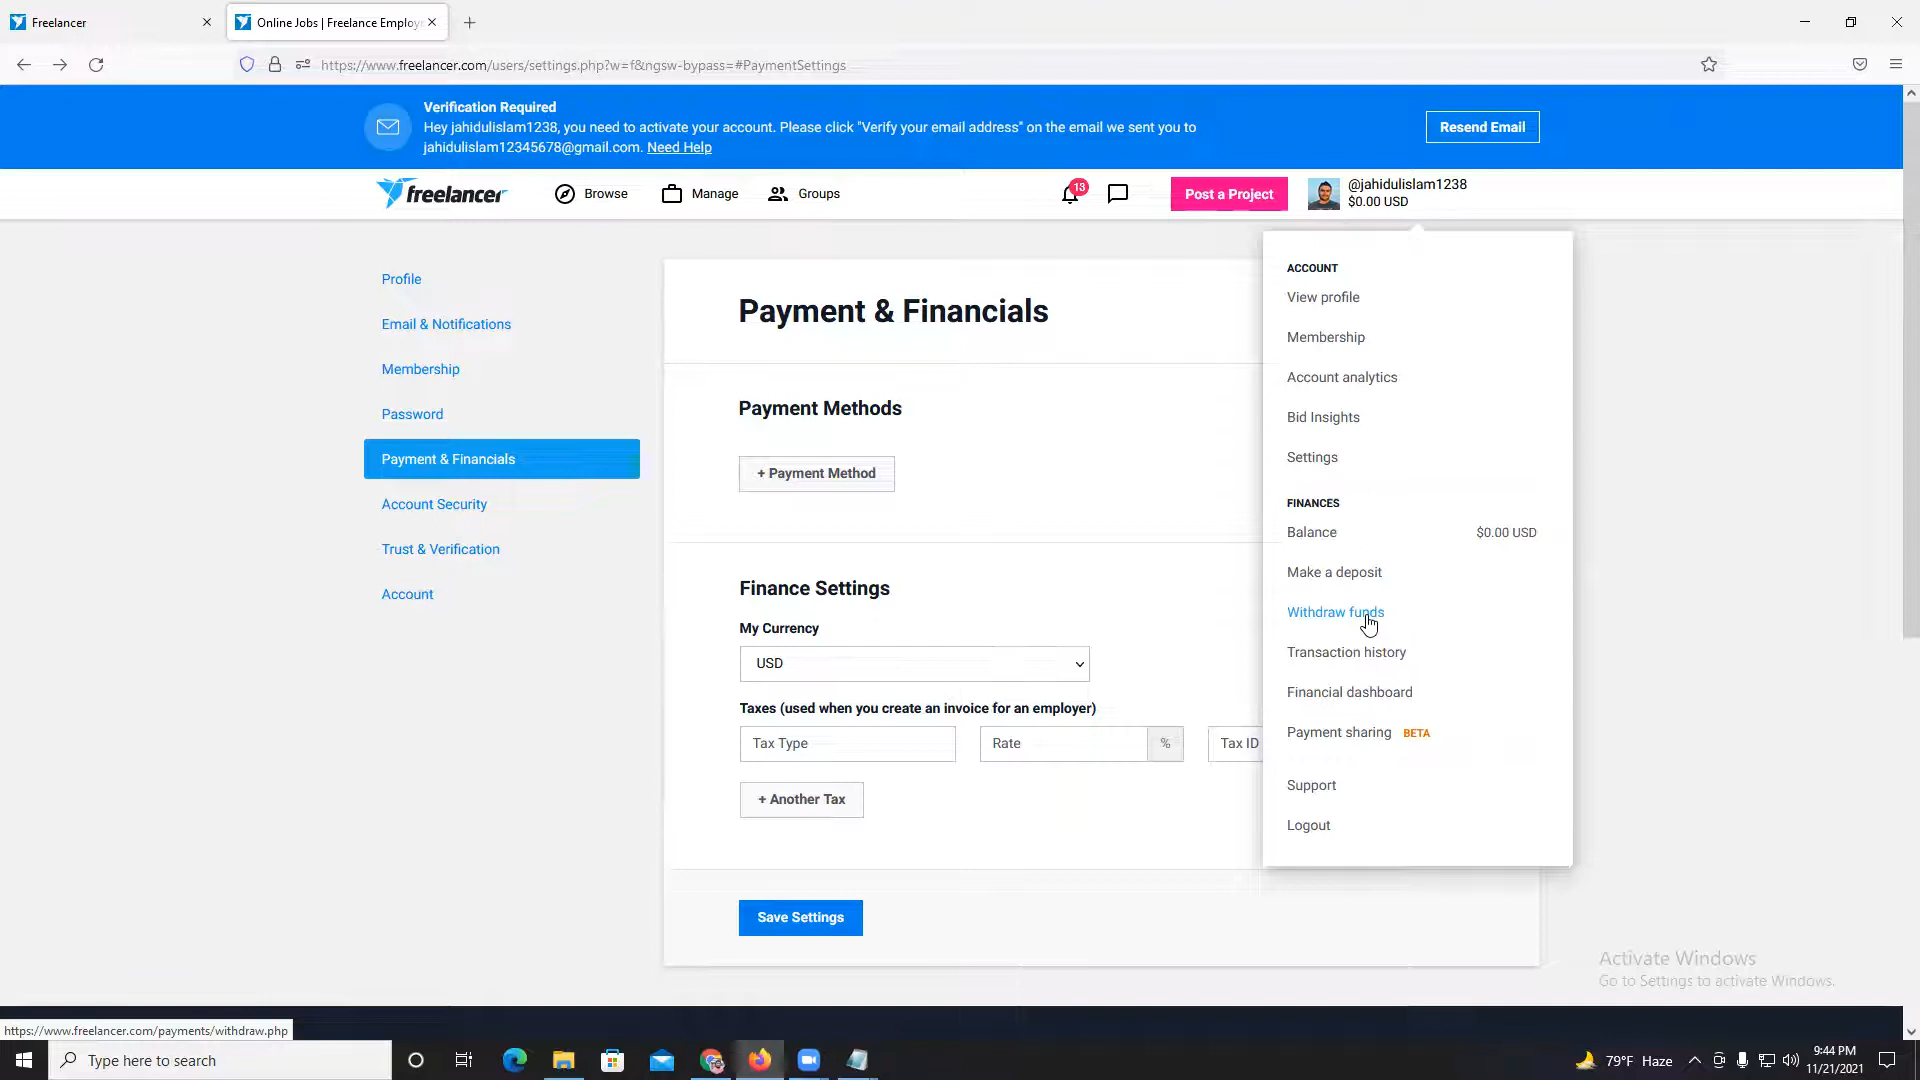 Freelancer
Online Jobs | Freelance Employ
https://www.freelancer.com/users/settings.php?w=f&ngsw-bypass=#PaymentSettings
Verification Required
Hey jahidulislam1238, you need to activate your account. Please click "Verify your email address" on the email we sent you to
jahidulislam12345678@gmail.com. Need Help
Resend Email
freelancer
Browse
Manage
Groups
13
Post a Project
@jahidulislam1238
$0.00 USD
Profile
Email & Notifications
Membership
Password
Payment & Financials
Account Security
Trust & Verification
Account
Payment & Financials
Payment Methods
+ Payment Method
Finance Settings
My Currency
USD
Taxes (used when you create an invoice for an employer)
Tax Type
Rate
%
Tax ID
+ Another Tax
Save Settings
ACCOUNT
View profile
Membership
Account analytics
Bid Insights
Settings
FINANCES
Balance $0.00 USD
Make a deposit
Withdraw funds
Transaction history
Financial dashboard
Payment sharing BETA
Support
Logout
Activate Windows
Go to Settings to activate Windows.
https://www.freelancer.com/payments/withdraw.php
Type here to search
79°F Haze
9:44 PM
11/21/2021